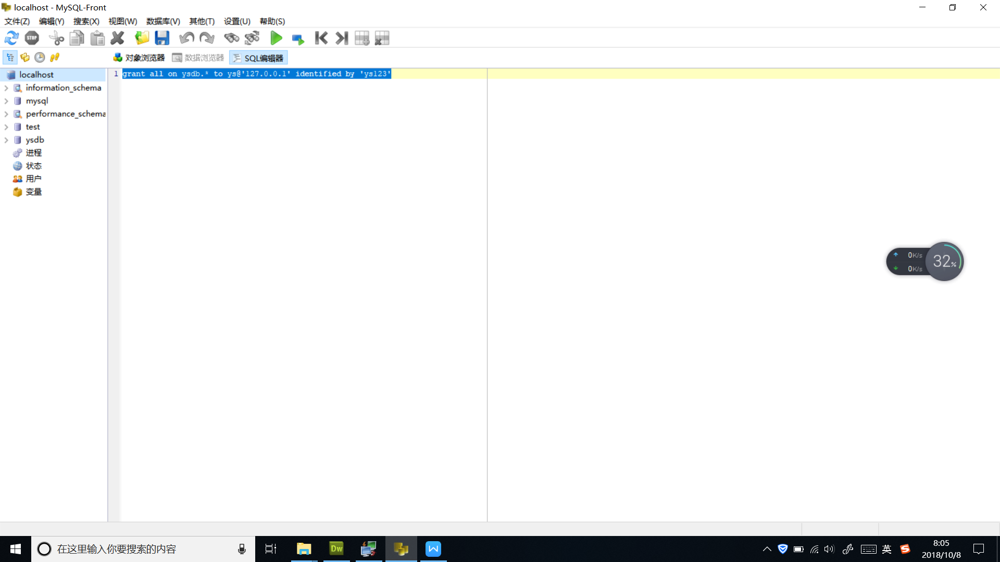 localhost - MySQL-Front
文件(Z) 编辑(Y) 搜索(X) 视图(W) 数据库(V) 其他(T) 设置(U) 帮助(S)
STOP
对象浏览器 数据浏览器 SQL编辑器
localhost
information_schema
mysql
performance_schema
test
ysdb
进程
状态
用户
变量
1 grant all on ysdb.* to ys@'127.0.0.1' identified by 'ys123'
0K/s
0K/s
32%
在这里输入你要搜索的内容
Dw
W
英
S
8:05
2018/10/8